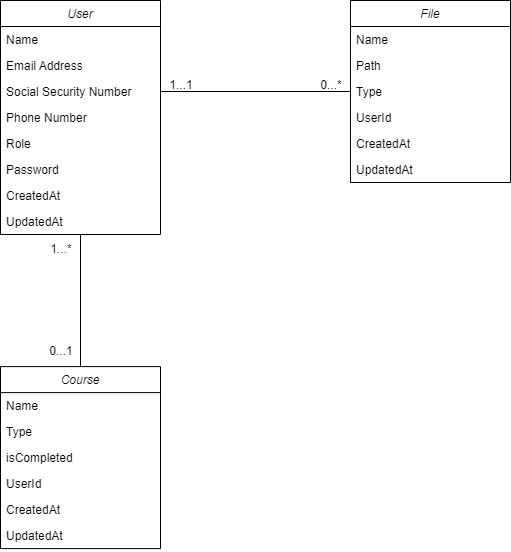 User
Name
Email Address
Social Security Number
Phone Number
Role
Password
CreatedAt
UpdatedAt
1...1
0...*
File
Name
Path
Type
UserId
CreatedAt
UpdatedAt
1...*
0...1
Course
Name
Type
isCompleted
UserId
CreatedAt
UpdatedAt